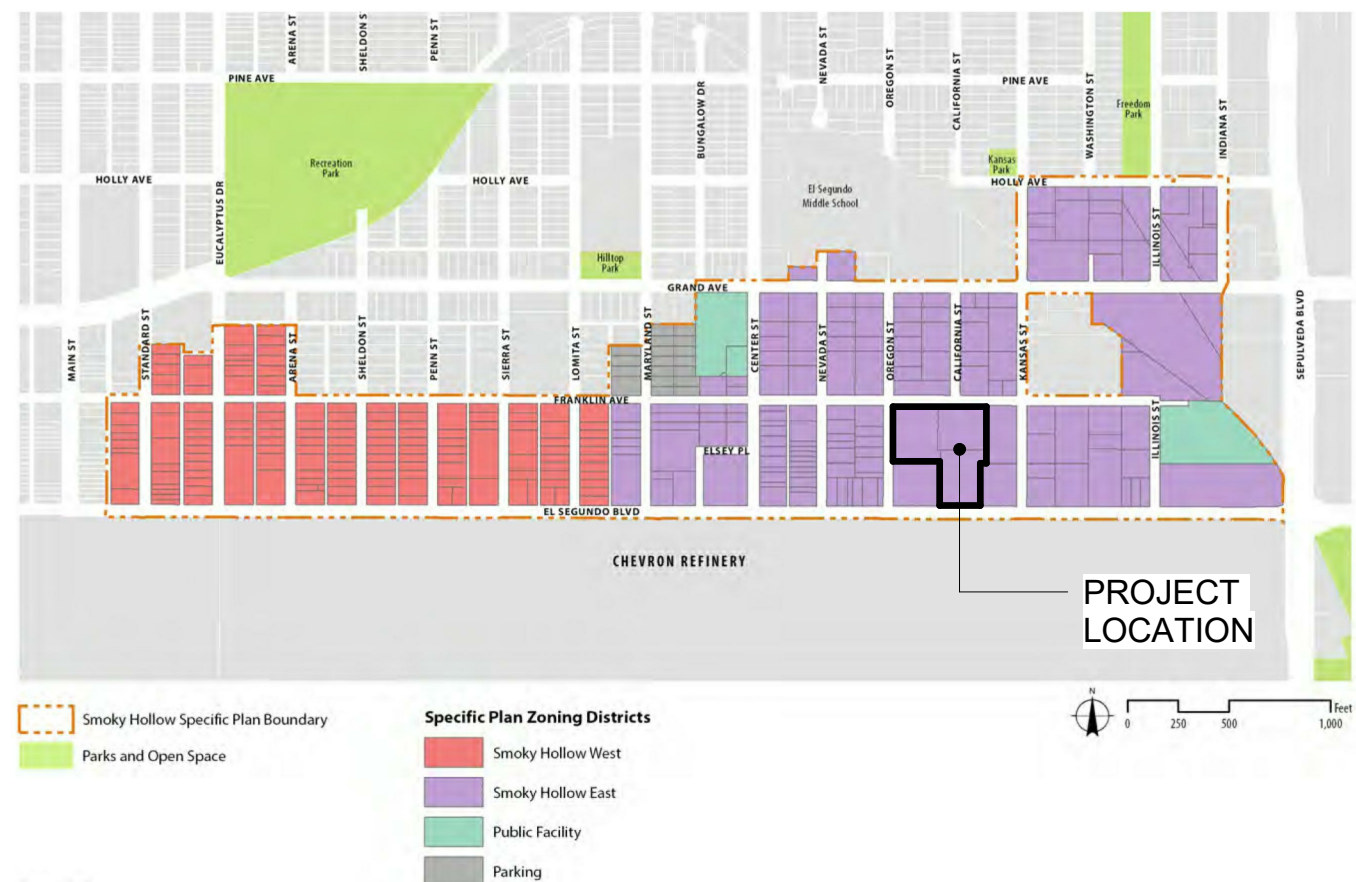 ARENA ST
SHELDON S
PENN ST
NEVADA ST
OREGON ST
CALIFORNIA ST
WASHINGTON ST
INDIANA ST
PINE AVE
PINE AVE
BUNGALOW DR
Freedom
Park
Recreation
Park
Kansas
Park
HOLLY AVE
HOLLY AVE
HOLLY AVE
EUCALYPTUS DR
El Segundo
Middle School
ILLINOIS ST
Hilltop
Park
GRAND AVE
MAIN ST
STANDARD ST
ARENA ST
SHELDON ST
PENN ST
SIERRA ST
LOMITA ST
MARYLAND ST
CENTER ST
NEVADA ST
OREGON ST
CALIFORNIA ST
KANSAS ST
SEPULVEDA BLVD
FRANKLIN AVE
ELSEY PL
ILLINOIS ST
EL SEGUNDO BLVD
CHEVRON REFINERY
PROJECT
LOCATION
Smoky Hollow Specific Plan Boundary
Parks and Open Space
Specific Plan Zoning Districts
Smoky Hollow West
Smoky Hollow East
Public Facility
Parking
N
Feet
0 250 500 1,000